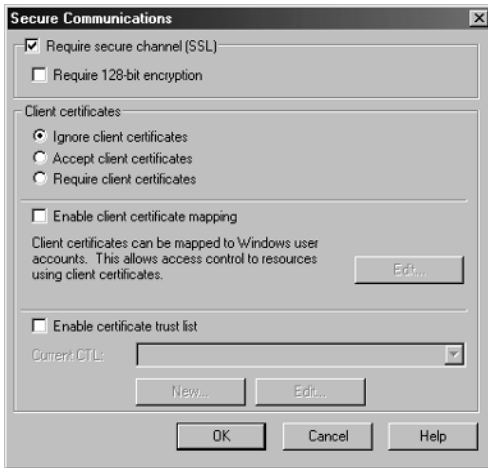 Secure Communications
Require secure channel (SSL)
Require 128-bit encryption
Client certificates
Ignore client certificates
Accept client certificates
Require client certificates
Enable client certificate mapping
Client certificates can be mapped to Windows user
accounts. This allows access control to resources
using client certificates.
Edit...
Enable certificate trust list
Current CTL:
New... Edit...
OK Cancel Help